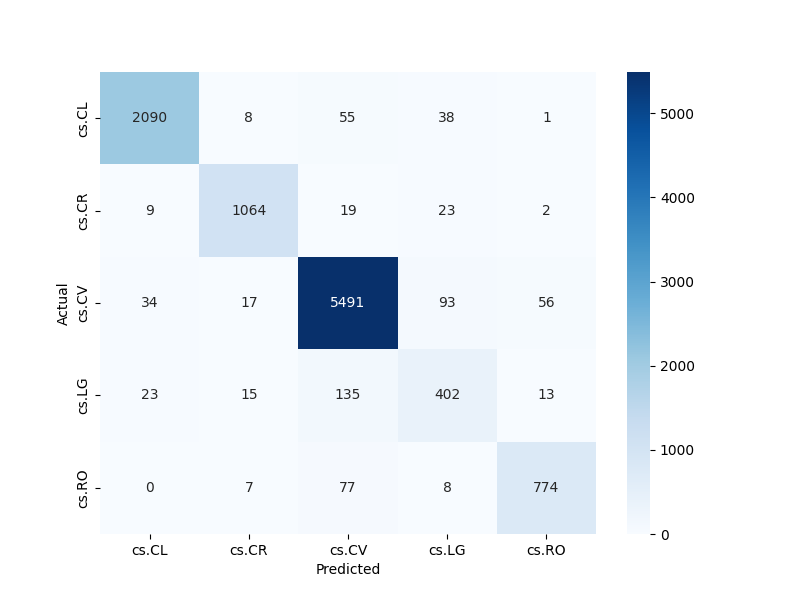 cs.CL 2090 8 55 38 1
cs.CR 9 1064 19 23 2
cs.CV 34 17 5491 93 56
cs.LG 23 15 135 402 13
cs.RO 0 7 77 8 774
cs.CL cs.CR cs.CV cs.LG cs.RO
Predicted
Actual
5000
4000
3000
2000
1000
0